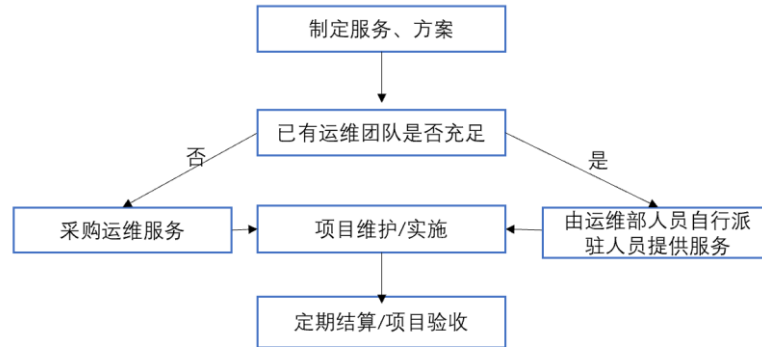 制定服务、方案
已有运维团队是否充足
否
是
采购运维服务
项目维护/实施
由运维部人员自行派
驻人员提供服务
定期结算/项目验收